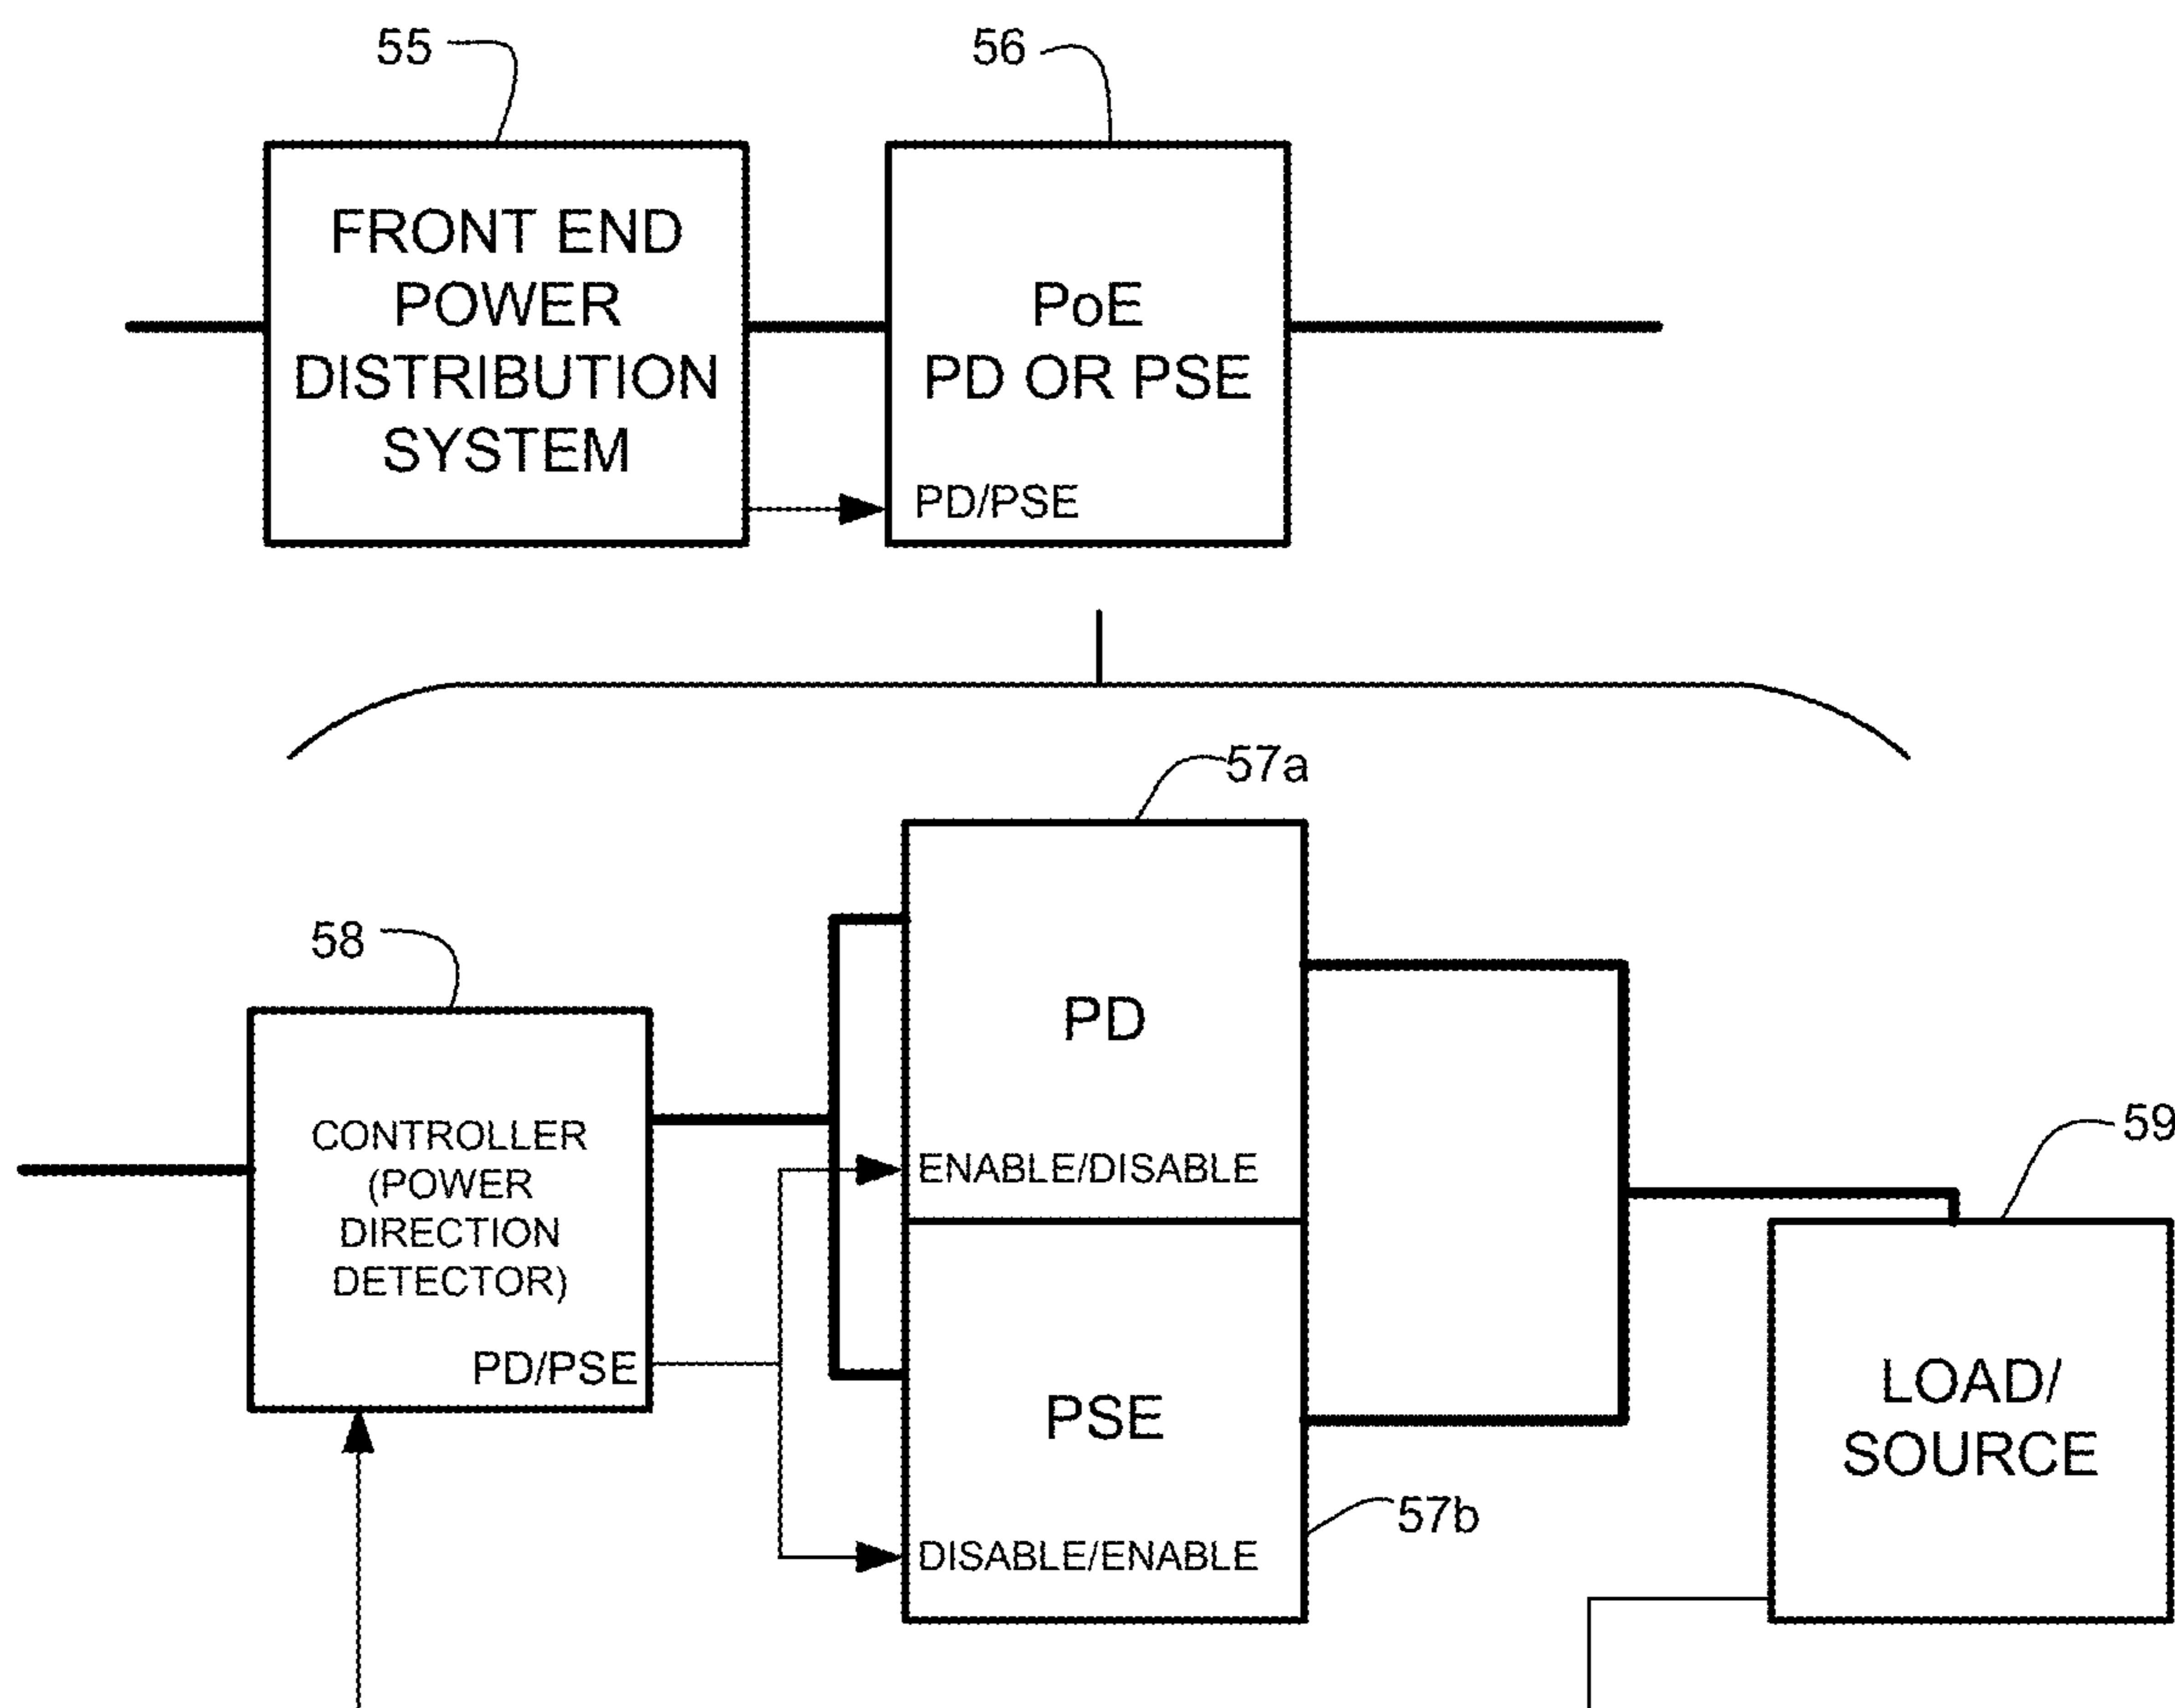 55
56
FRONT END
POWER
DISTRIBUTION
SYSTEM
PoE
PD OR PSE
PD/PSE
57a
58
PD
59
CONTROLLER
(POWER
DIRECTION
DETECTOR)
ENABLE/DISABLE
PD/PSE
PSE
LOAD/
SOURCE
57b
DISABLE/ENABLE